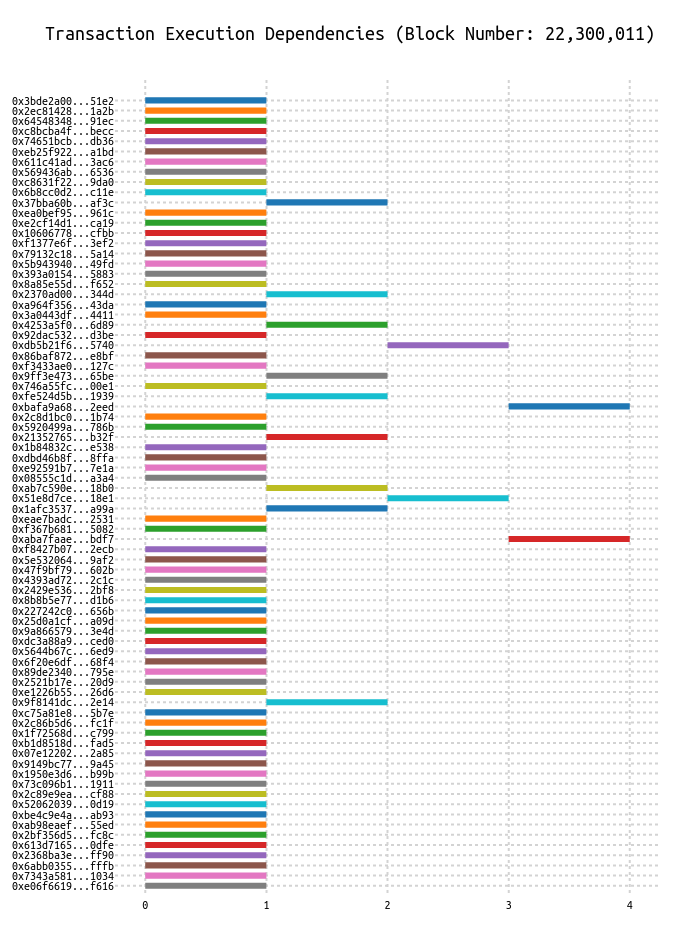 Transaction Execution Dependencies (Block Number: 22,300,011)
0x3bde2a00...51e2
0x2ec81428...1a2b
0x64548348...91ec
0xc8bcba4f...becc
0x74651bcb...db36
0xeb25f922...a1bd
0x611c41ad...3ac6
0x569436ab...6536
0xc8631f22...9da0
0x6b8cc0d2...c11e
0x37bba60b...af3c
0xea0bef95...961c
0xe2cf14d1...ca19
0x10606778...cfbb
0xf1377e6f...3ef2
0x79132c18...5a14
0x5b943940...49fd
0x393a0154...5883
0x8a85e55d...f652
0x2370ad00...344d
0xa964f356...43da
0x3a0443df...4411
0x4253a5f0...6d89
0x92dac532...d3be
0xdb5b21f6...5740
0x86baf872...e8bf
0xf3433ae0...127c
0x9ff3e473...65be
0x746a55fc...00e1
0xfe524d5b...1939
0xbafa9a68...2eed
0x2c8d1bc0...1b74
0x5920499a...786b
0x21352765...b32f
0x1b84832c...e538
0xdbd46b8f...8ffa
0xe92591b7...7e1a
0x08555c1d...a3a4
0xab7c590e...18b0
0x51e8d7ce...18e1
0x1afc3537...a99a
0xeae7badc...2531
0xf367b681...5082
0xaba7faae...bdf7
0xf8427b07...2ecb
0x5e532064...9af2
0x47f9bf79...602b
0x4393ad72...2c1c
0x2429e536...2bf8
0x8b8b5e77...d1b6
0x227242c0...656b
0x25d0a1cf...a09d
0x9a866579...3e4d
0xdc3a88a9...ced0
0x5644b67c...6ed9
0x6f20e6df...68f4
0x89de2340...795e
0x2521b17e...20d9
0xe1226b55...26d6
0x9f8141dc...2e14
0xc75a81e8...5b7e
0x2c86b5d6...fc1f
0x1f72568d...c799
0xb1d8518d...fad5
0x07e12202...2a85
0x9149bc77...9a45
0x1950e3d6...b99b
0x73c096b1...1911
0x2c89e9ea...cf88
0x52062039...0d19
0xbe4c9e4a...ab93
0xab98eaef...55ed
0x2bf356d5...fc8c
0x613d7165...0dfe
0x2368ba3e...ff90
0x6abb0355...fffb
0x7343a581...1034
0xe06f6619...f616
0 1 2 3 4